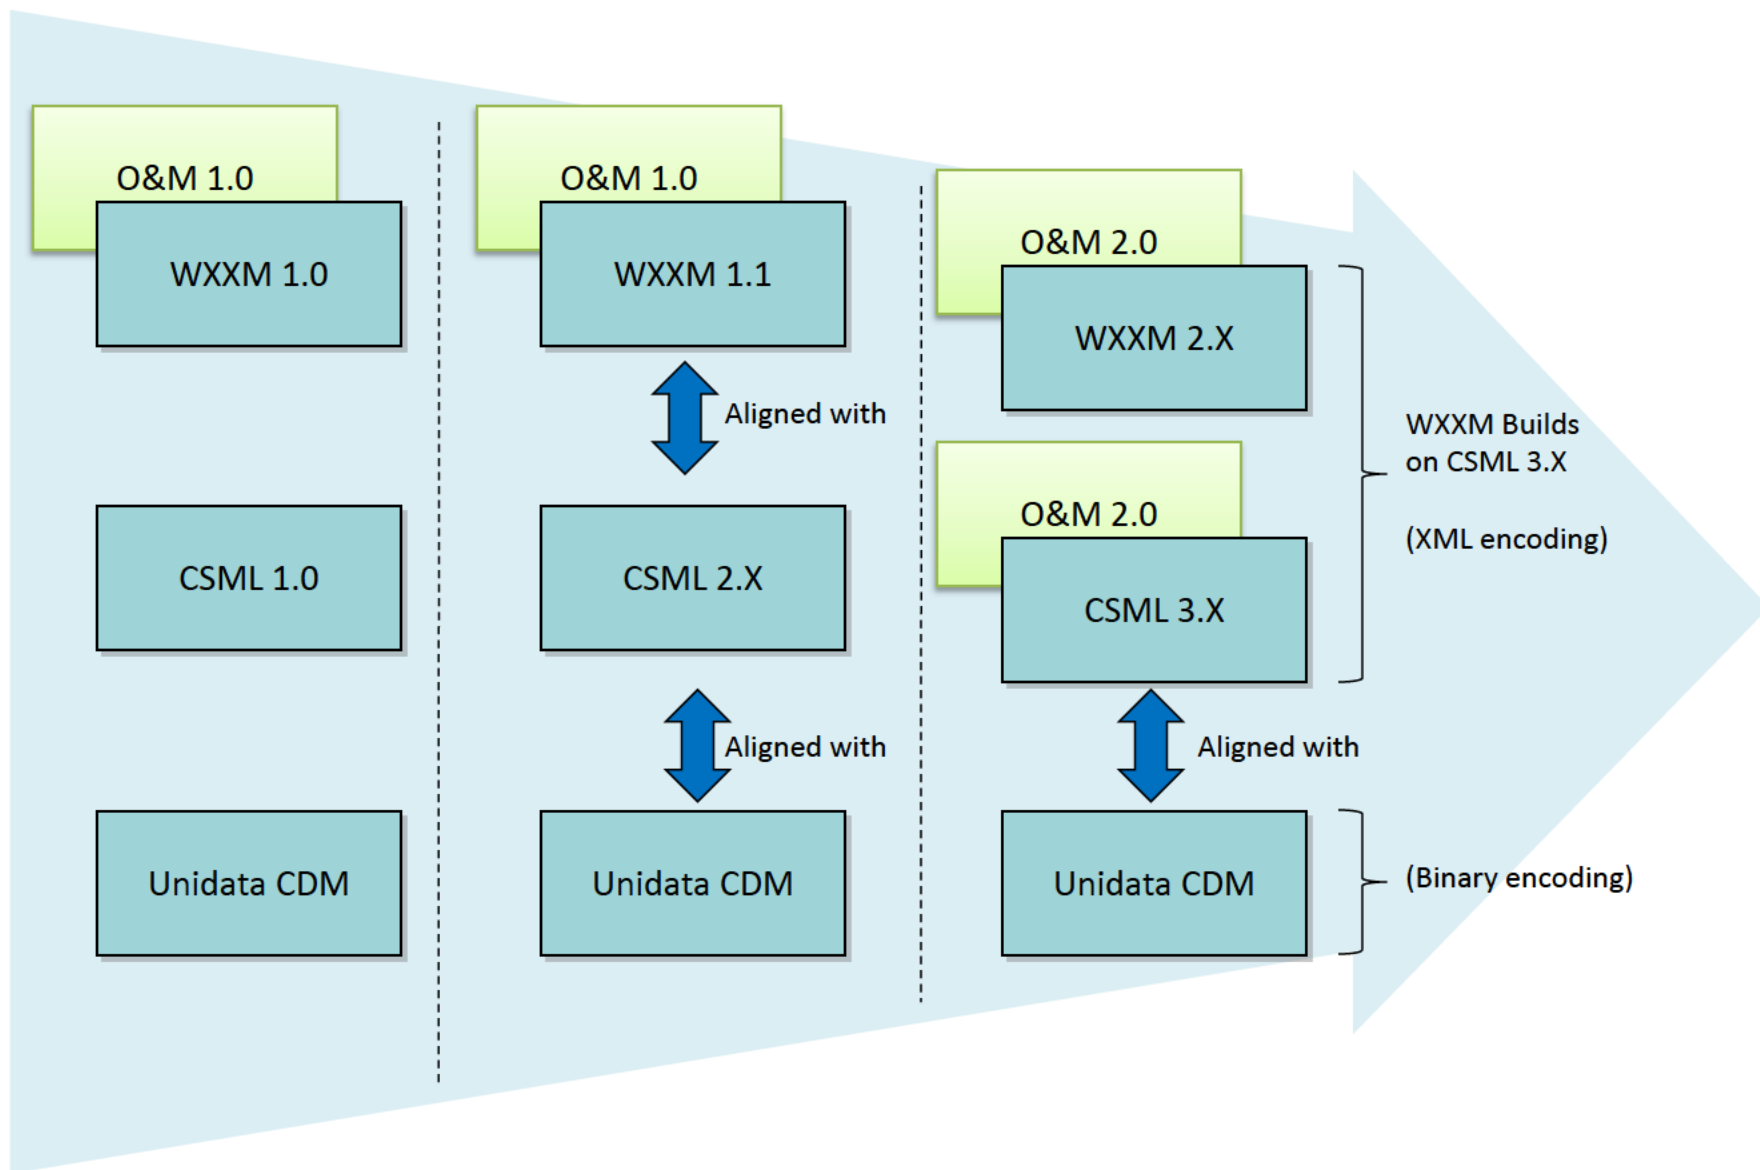 O&M 1.0
WXXM 1.0
CSML 1.0
Unidata CDM
O&M 1.0
WXXM 1.1
Aligned with
CSML 2.X
Aligned with
Unidata CDM
O&M 2.0
WXXM 2.X
O&M 2.0
CSML 3.X
Aligned with
Unidata CDM
WXXM Builds
on CSML 3.X
(XML encoding)
(Binary encoding)